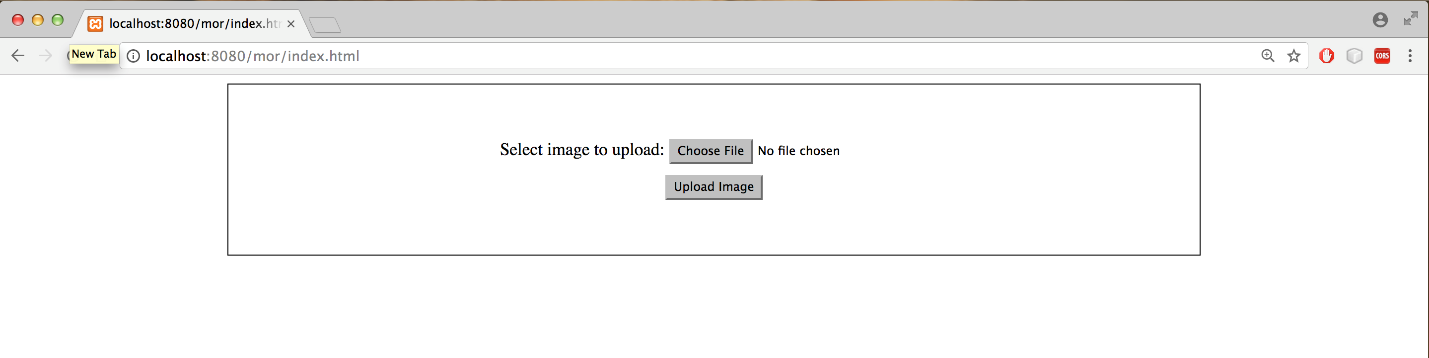 localhost:8080/mor/index.htm
New Tab
localhost:8080/mor/index.html
CORS
Select image to upload: Choose File No file chosen
Upload Image